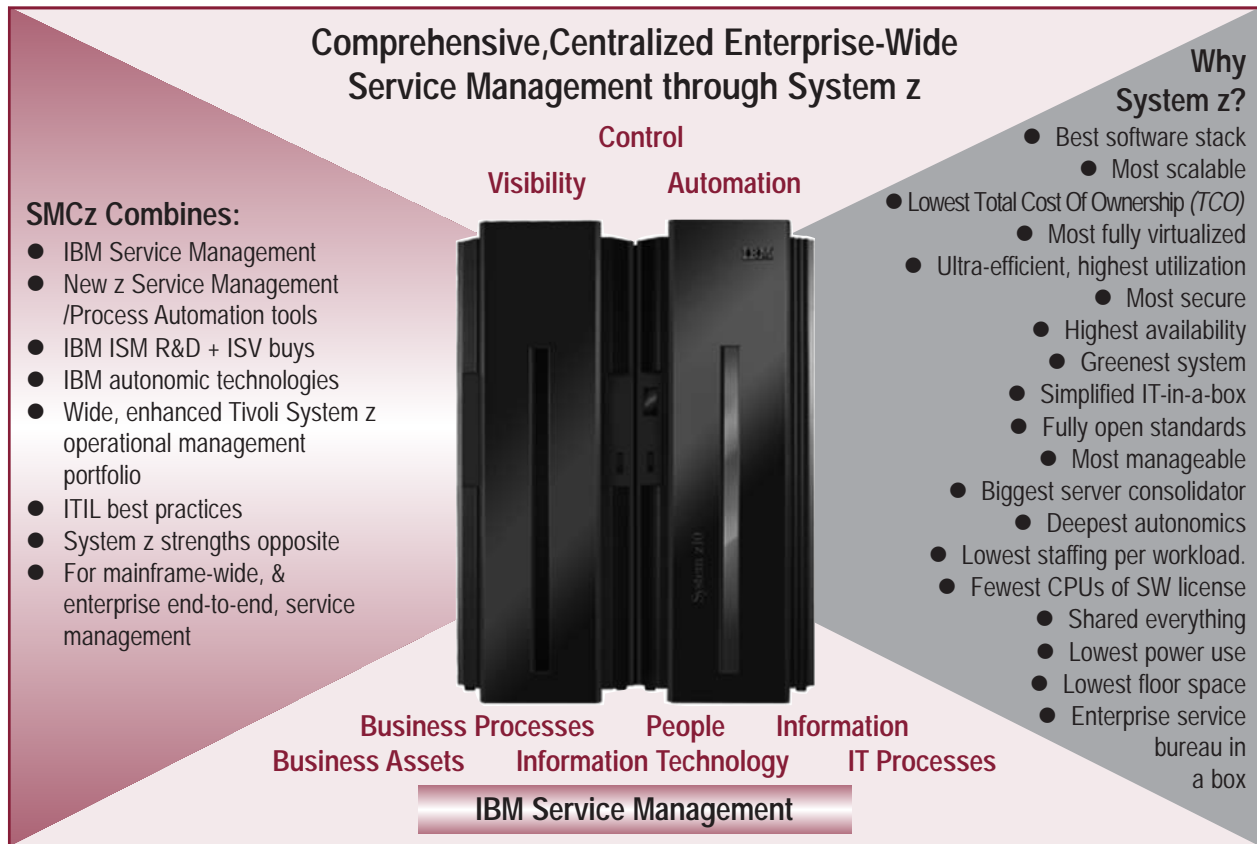 Comprehensive,Centralized Enterprise-Wide
Service Management through System z
Control
Visibility
Automation
SMCz Combines:
● IBM Service Management
● New z Service Management
/Process Automation tools
● IBM ISM R&D + ISV buys
● IBM autonomic technologies
● Wide, enhanced Tivoli System z
operational management
portfolio
● ITIL best practices
● System z strengths opposite
● For mainframe-wide, &
enterprise end-to-end, service
management
IBM
System z10
Why
System z?
● Best software stack
● Most scalable
● Lowest Total Cost Of Ownership (TCO)
● Most fully virtualized
● Ultra-efficient, highest utilization
● Most secure
● Highest availability
● Greenest system
● Simplified IT-in-a-box
● Fully open standards
● Most manageable
● Biggest server consolidator
● Deepest autonomics
● Lowest staffing per workload.
● Fewest CPUs of SW license
● Shared everything
● Lowest power use
● Lowest floor space
● Enterprise service
bureau in
a box
Business Processes People Information
Business Assets Information Technology IT Processes
IBM Service Management